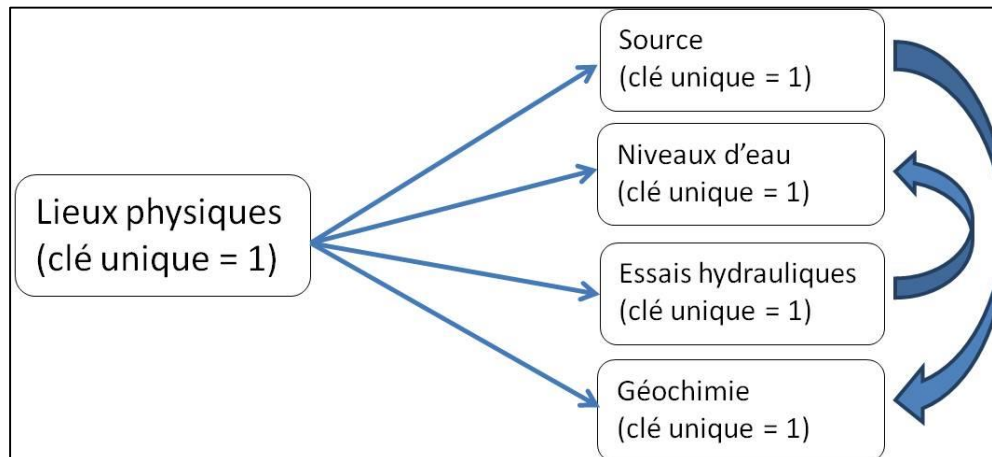 Lieux physiques
(clé unique = 1)
Source
(clé unique = 1)
Niveaux d’eau
(clé unique = 1)
Essais hydrauliques
(clé unique = 1)
Géochimie
(clé unique = 1)